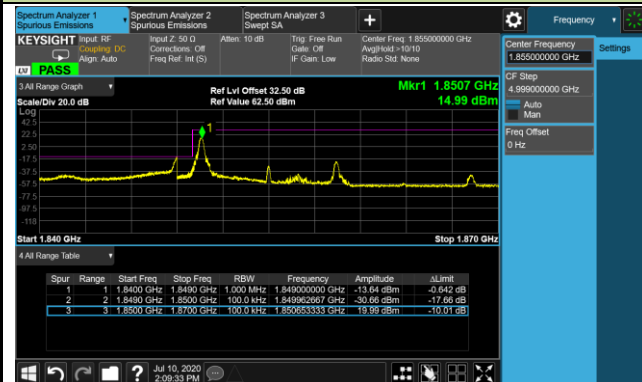 Spectrum Analyzer 1
Spurious Emissions
Spectrum Analyzer 2
Spurious Emissions
Spectrum Analyzer 3
Swept SA
+
Frequency
KEYSIGHT
Input: RF
Coupling: DC
Align: Auto
Input Z: 50 Ω
Corrections: Off
Freq Ref: Int (S)
Atten: 10 dB
Trig: Free Run
Gate: Off
IF Gain: Low
Center Freq: 1.855000000 GHz
Avg|Hold:>10/10
Radio Std: None
LXI
PASS
3 All Range Graph
Scale/Div 20.0 dB
Ref Lvl Offset 32.50 dB
Ref Value 62.50 dBm
Mkr1 1.8507 GHz
14.99 dBm
Log
42.5
22.5
2.50
-17.5
-37.5
-57.5
-77.5
-97.5
-118
1
Start 1.840 GHz
Stop 1.870 GHz
4 All Range Table
Spur Range Start Freq Stop Freq RBW Frequency Amplitude ΔLimit
1 1 1.8400 GHz 1.8490 GHz 1.000 MHz 1.849000000 GHz -13.64 dBm -0.642 dB
2 2 1.8490 GHz 1.8500 GHz 100.0 kHz 1.849962667 GHz -30.66 dBm -17.66 dB
3 3 1.8500 GHz 1.8700 GHz 100.0 kHz 1.850653333 GHz 19.99 dBm -10.01 dB
Center Frequency
1.855000000 GHz
Settings
CF Step
4.999000000 GHz
Auto
Man
Freq Offset
0 Hz
?
Jul 10, 2020
2:09:33 PM